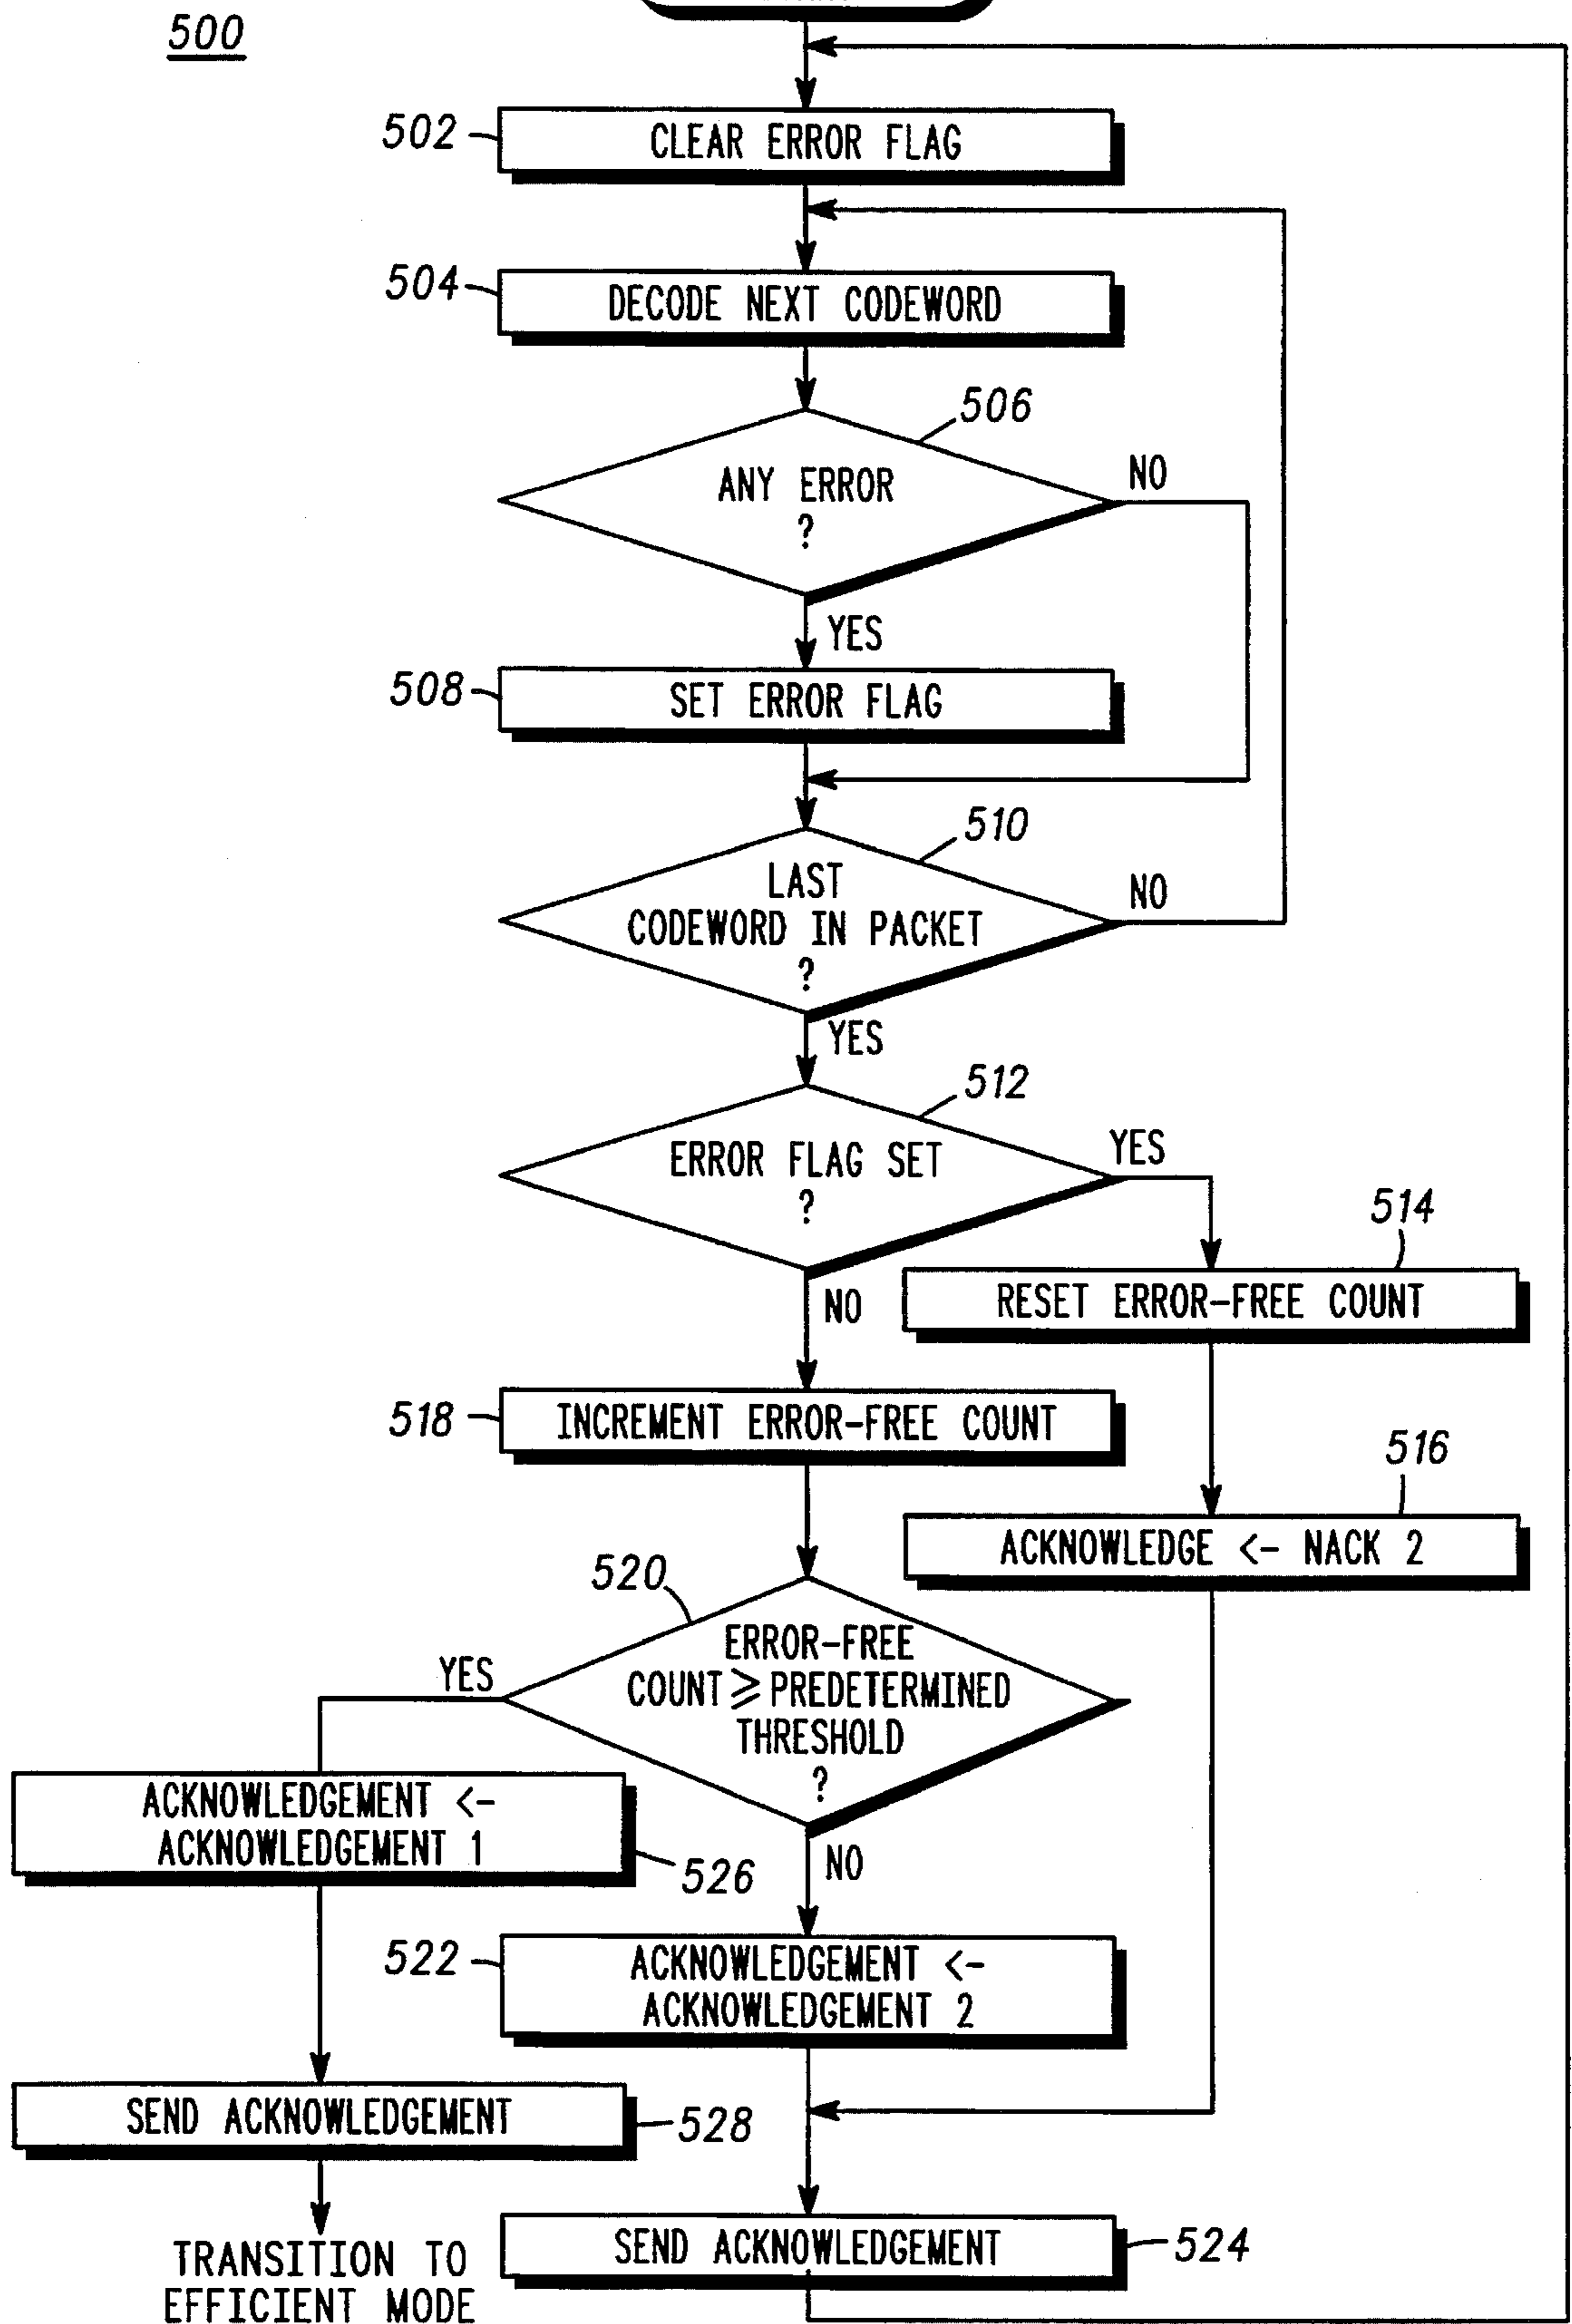 500
502
CLEAR ERROR FLAG
504
DECODE NEXT CODEWORD
506
ANY ERROR
?
NO
YES
508
SET ERROR FLAG
510
LAST
CODEWORD IN PACKET
?
NO
YES
512
ERROR FLAG SET
?
YES
514
NO
RESET ERROR-FREE COUNT
518
INCREMENT ERROR-FREE COUNT
516
ACKNOWLEDGE <- NACK 2
520
ERROR-FREE
COUNT ⩾ PREDETERMINED
THRESHOLD
?
YES
ACKNOWLEDGEMENT <-
ACKNOWLEDGEMENT 1
526
NO
522
ACKNOWLEDGEMENT <-
ACKNOWLEDGEMENT 2
SEND ACKNOWLEDGEMENT
528
SEND ACKNOWLEDGEMENT
524
TRANSITION TO
EFFICIENT MODE